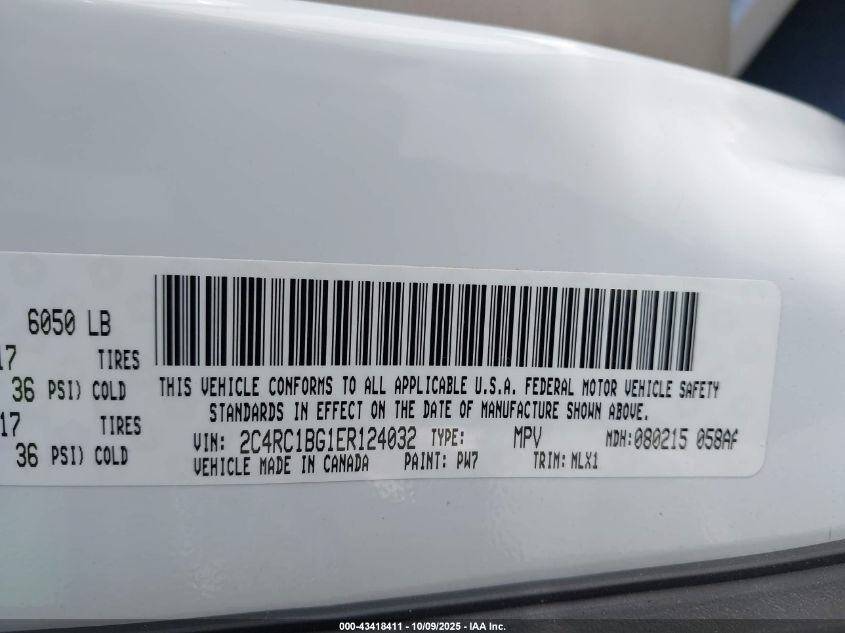 6050 LB
17 TIRES
36 PSI) COLD
17 TIRES
36 PSI) COLD
THIS VEHICLE CONFORMS TO ALL APPLICABLE U.S.A. FEDERAL MOTOR VEHICLE SAFETY
STANDARDS IN EFFECT ON THE DATE OF MANUFACTURE SHOWN ABOVE.
VIN: 2C4RC1BG1ER124032 TYPE: MPV MDH: 080215 058AF
VEHICLE MADE IN CANADA PAINT: PW7 TRIM: MLX1
000-43418411 - 10/09/2025 - IAA Inc.